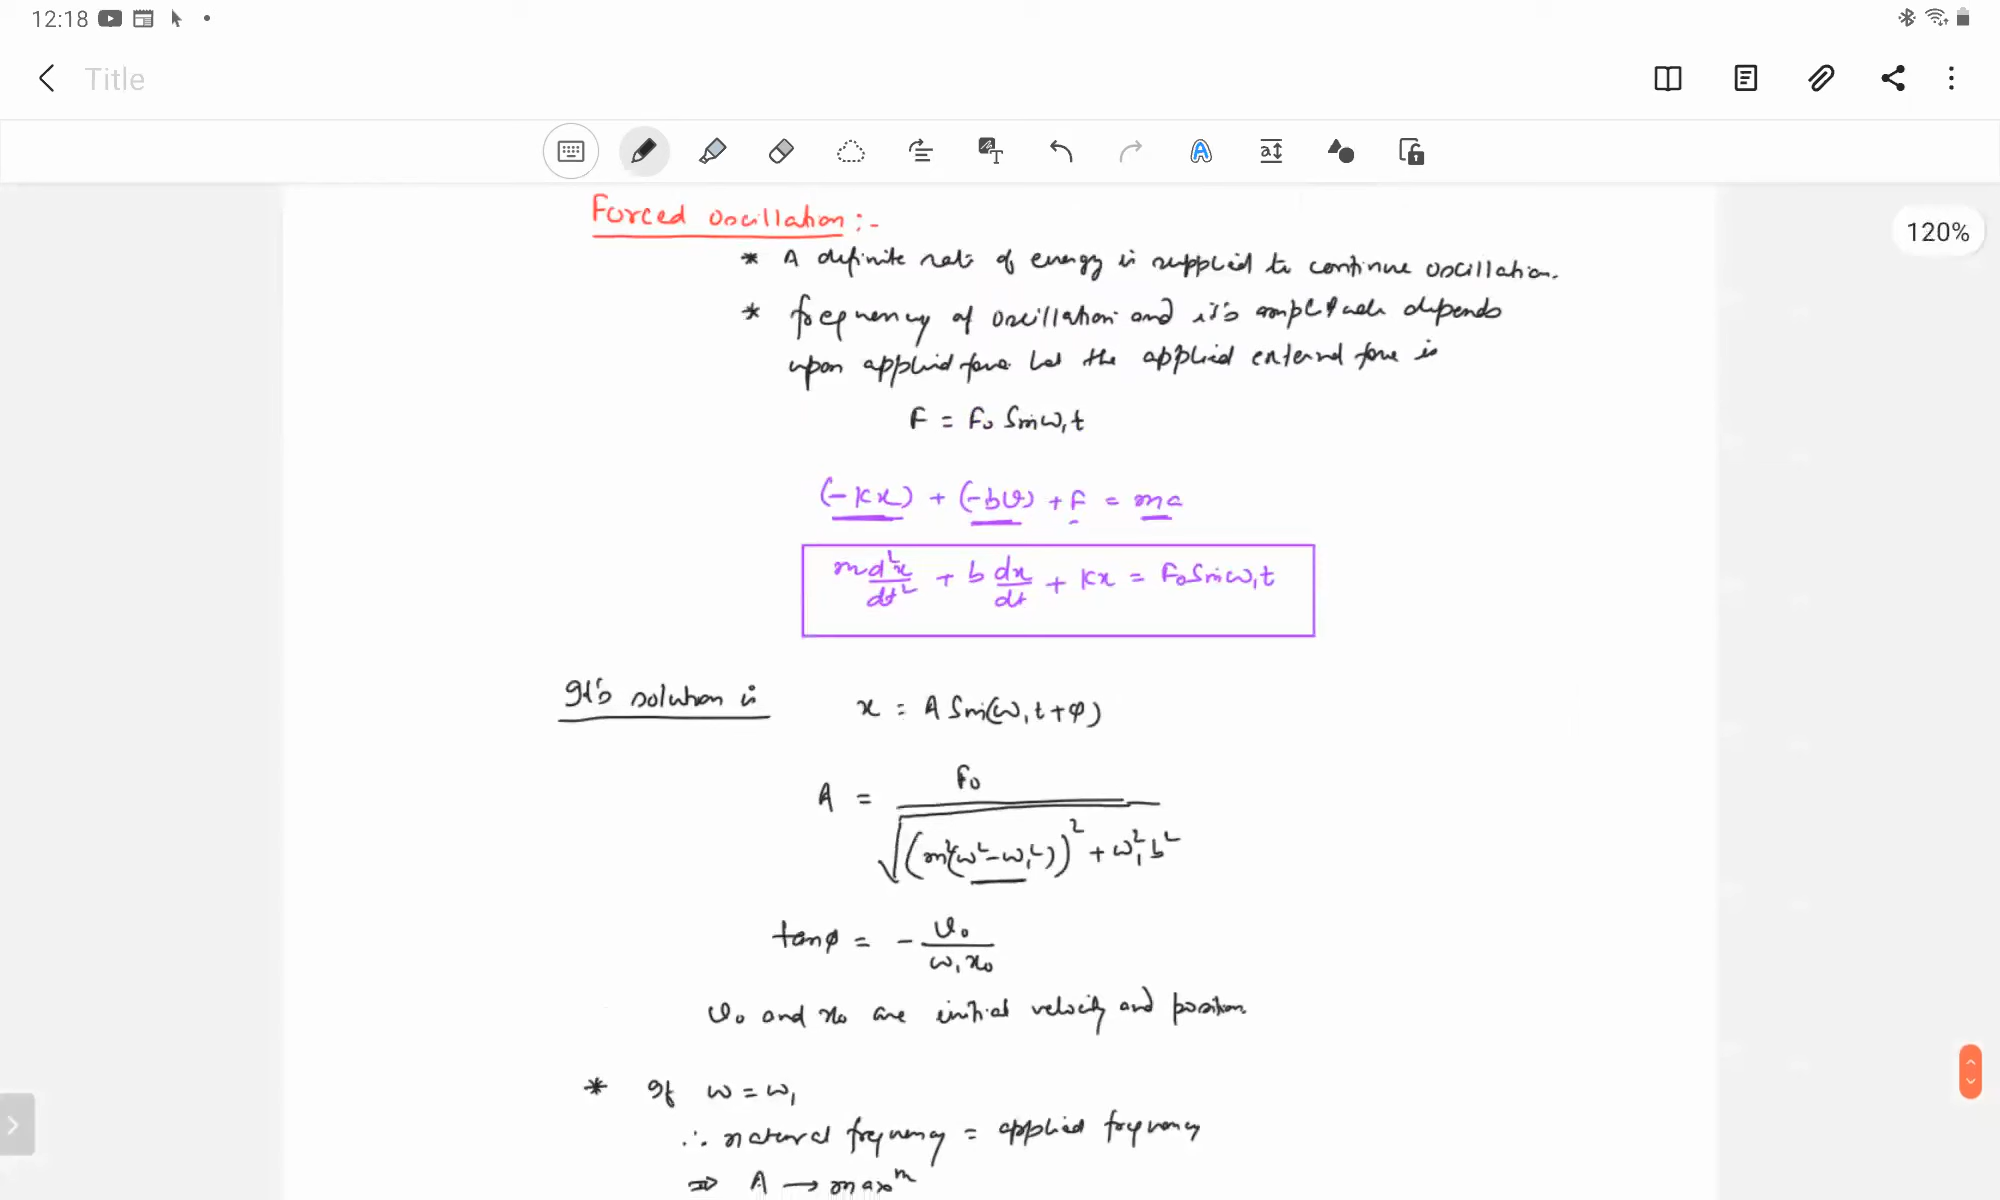 12:18
Title
120%
Forced oscillation :-
* A definite rate of energy is supplied to continue oscillation.
* frequency of oscillation and it's amplitude depends
upon applied force. Let the applied external force is
F = F₀ Sinω₁t
(-kx) + (-bv) + F = ma
m d²x/dt² + b dx/dt + kx = F₀Sinω₁t
It's solution is x = A Sin(ω₁t+φ)
A = F₀ / √((m²(ω²-ω₁²))² + ω₁²b²)
tanφ = - v₀/ω₁x₀
v₀ and x₀ are initial velocity and position
* If ω = ω₁
∴ natural frequency = applied frequency
⇒ A → maxᵐ